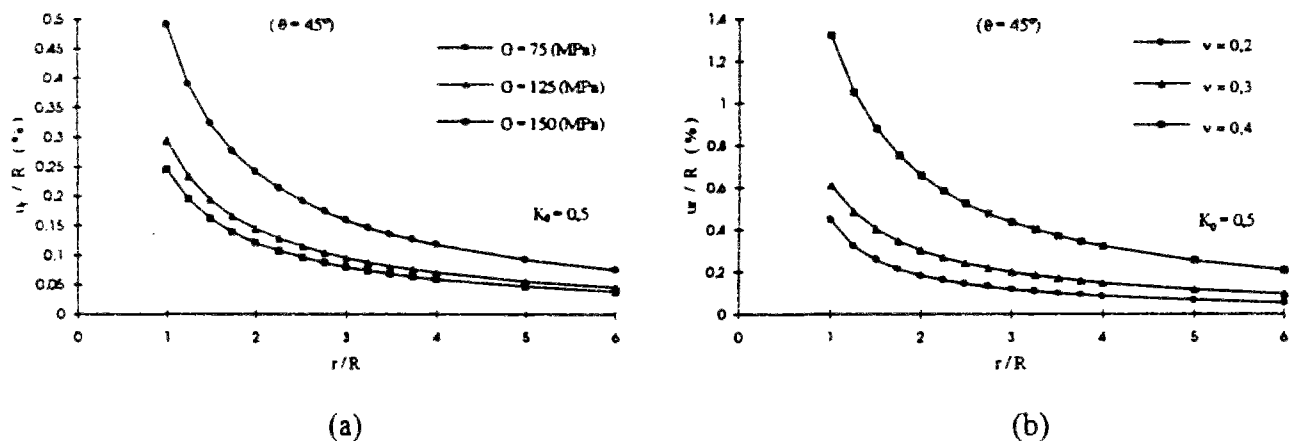 (θ = 45°)
G = 75 (MPa)
G = 125 (MPa)
G = 150 (MPa)
K₀ = 0,5
u_r / R (%)
0.5
0.45
0.4
0.35
0.3
0.25
0.2
0.15
0.1
0.05
0
0 1 2 3 4 5 6
r/R
(a)
(θ = 45°)
ν = 0,2
ν = 0,3
ν = 0,4
K₀ = 0,5
ur / R (%)
1.4
1.2
1
0.8
0.6
0.4
0.2
0
0 1 2 3 4 5 6
r/R
(b)